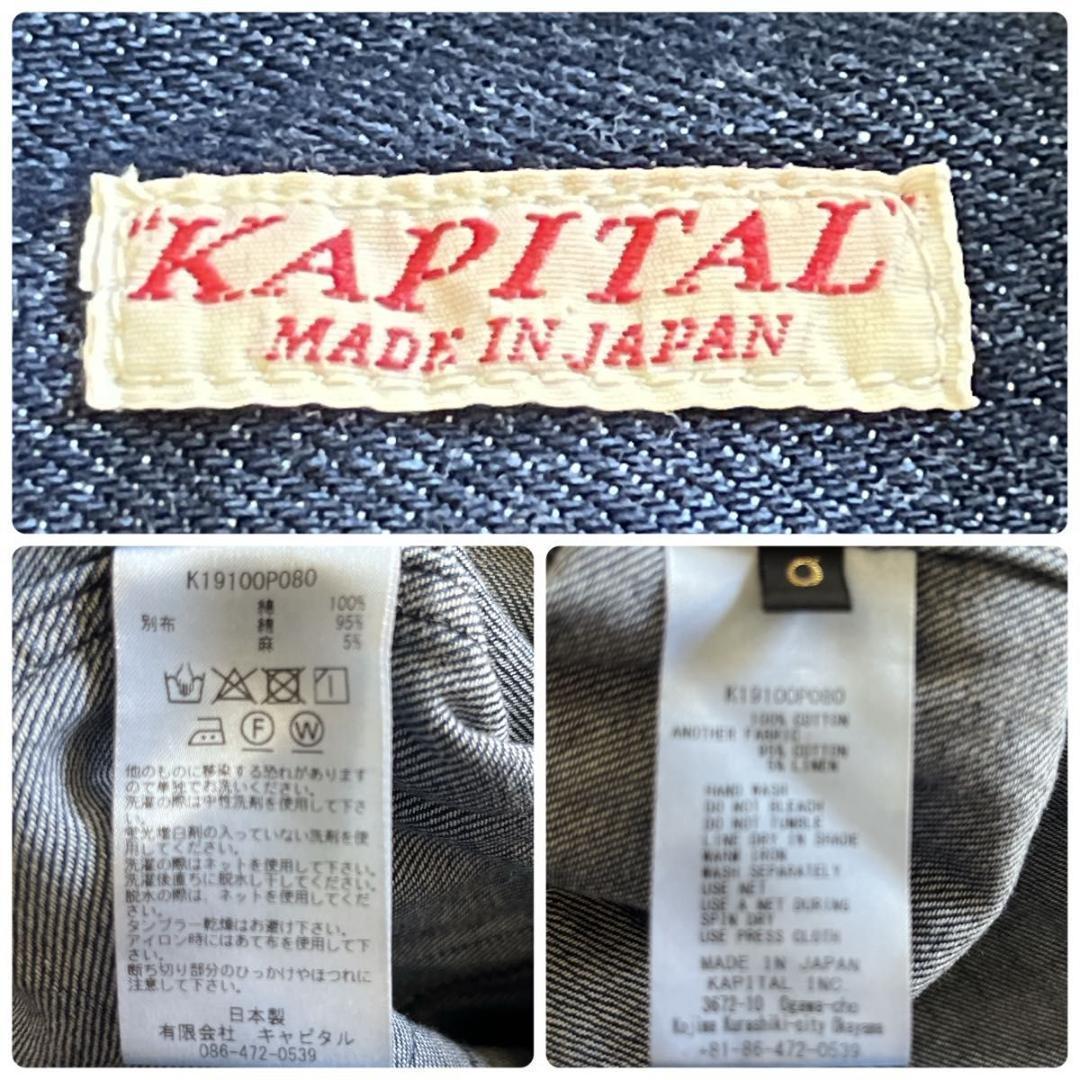 "KAPITAL"
MADE IN JAPAN
K19100P080
綿 100%
別布 綿 95%
麻 5%
F W
他のものに移染する恐れがあります
ので単独でお洗いください。
洗濯の際は中性洗剤を使用して下さ
い。
蛍光増白剤の入っていない洗剤を使
用してください。
洗濯の際はネットを使用して下さい。
洗濯後直ちに脱水し干してください。
脱水の際は、ネットを使用してくだ
さい。
タンブラー乾燥はお避け下さい。
アイロン時にはあて布を使用して下
さい。
断ち切り部分のひっかけやほつれに
注意して下さい。
日本製
有限会社 キャピタル
086-472-0539
K19100P080
100% COTTON
ANOTHER FABRIC
95% COTTON
5% LINEN
HAND WASH
DO NOT BLEACH
DO NOT TUMBLE
LINE DRY IN SHADE
WARM IRON
WASH SEPARATELY
USE NET
USE A NET DURING
SPIN DRY
USE PRESS CLOTH
MADE IN JAPAN
KAPITAL INC.
3672-10 Ogawa-cho
Kojima Kurashiki-city Okayama
+81-86-472-0539